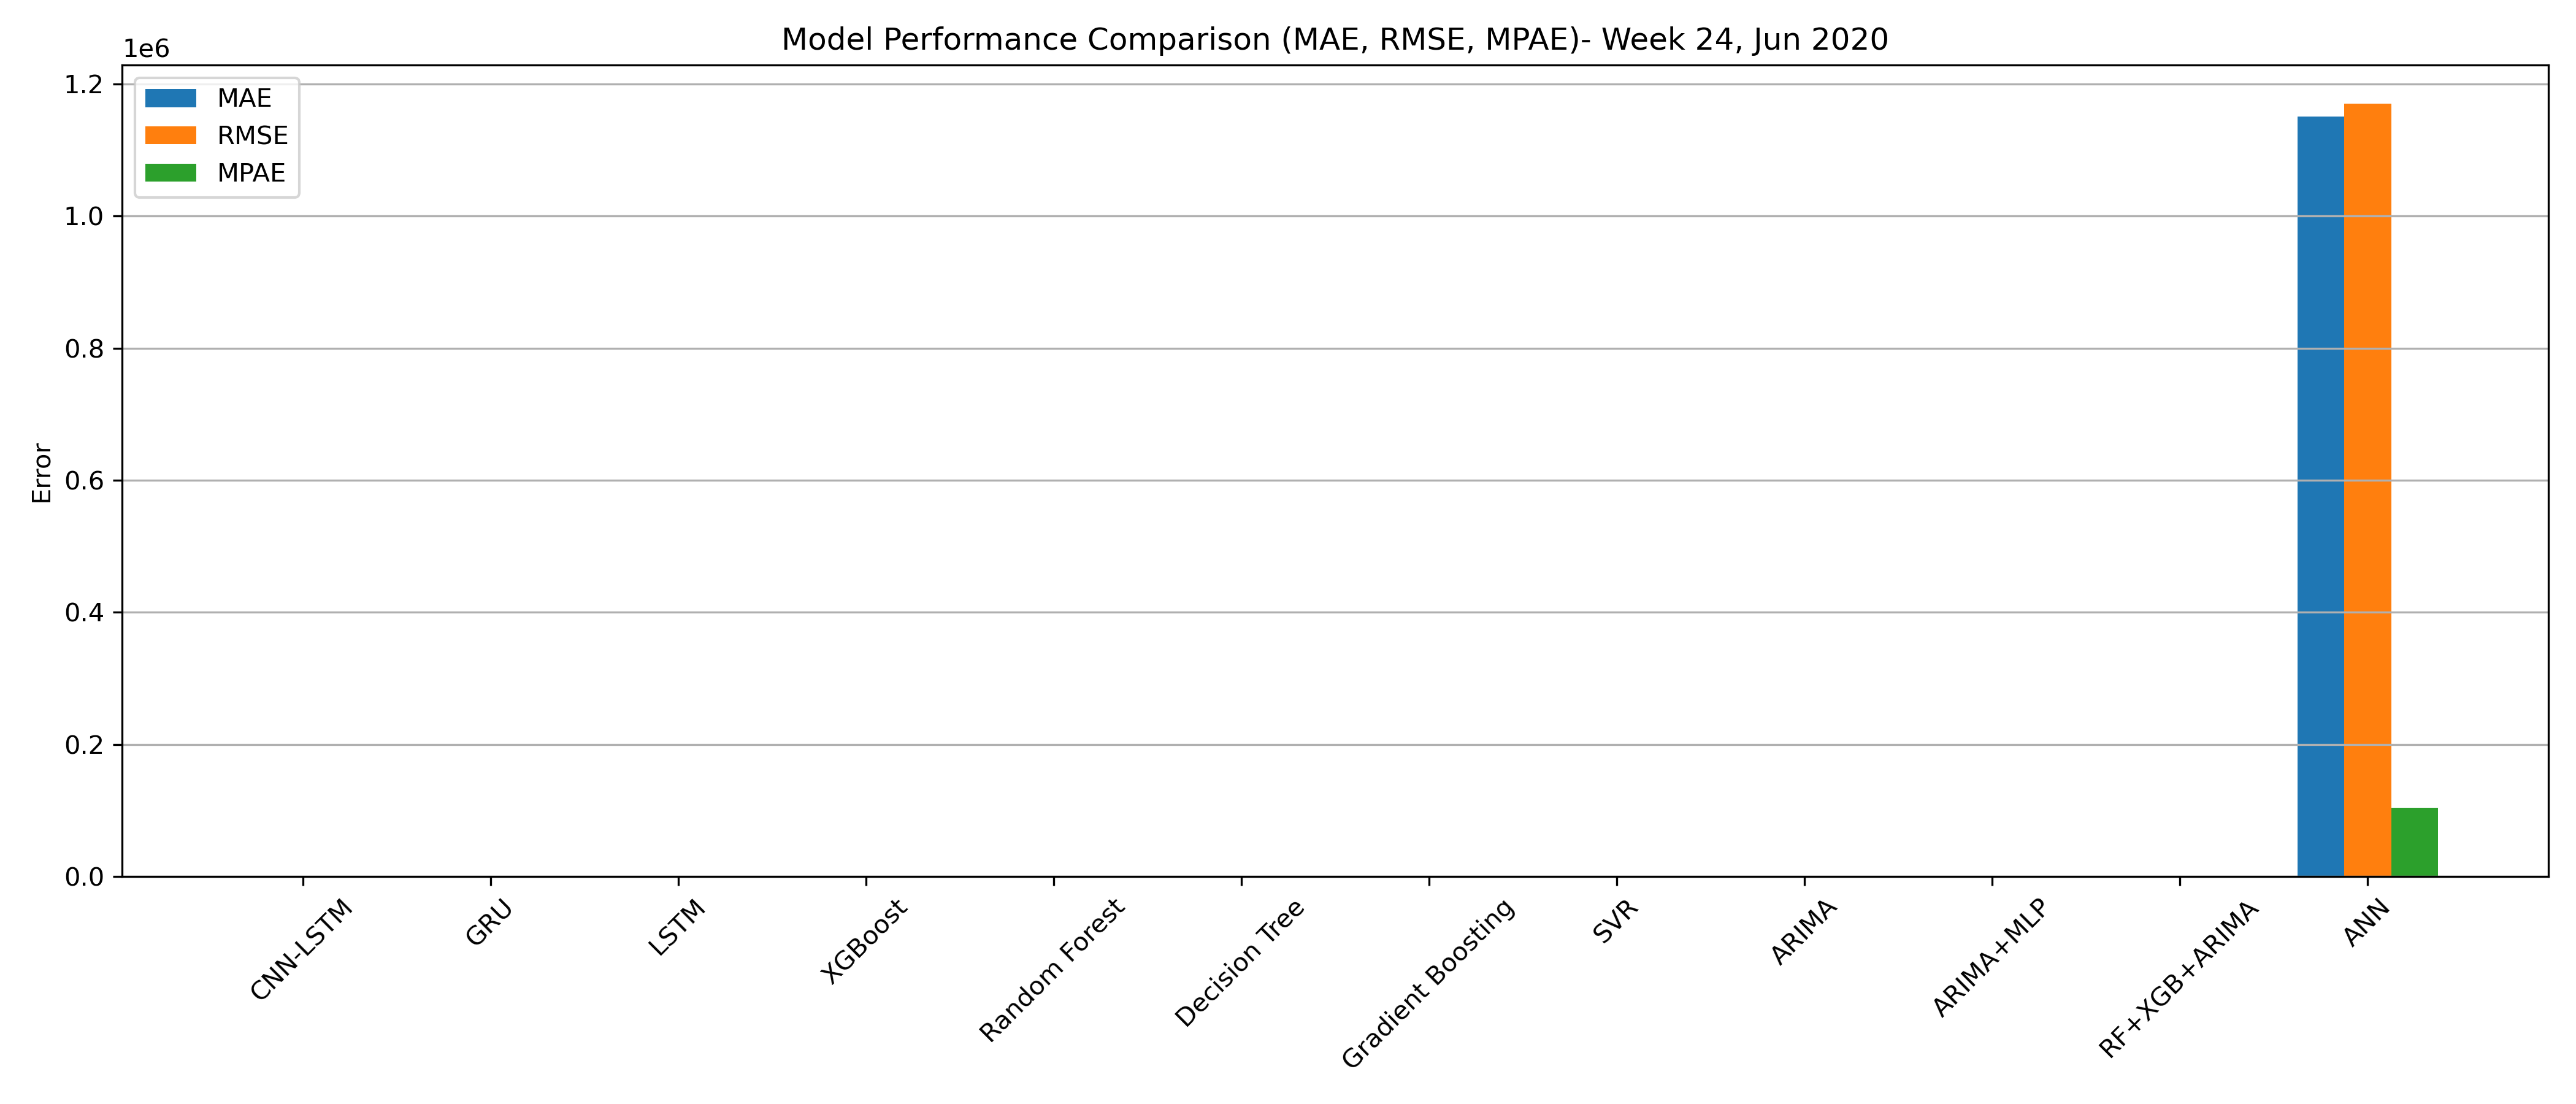 Model Performance Comparison (MAE, RMSE, MPAE)- Week 24, Jun 2020
1e6
MAE
RMSE
MPAE
Error
1.2
1.0
0.8
0.6
0.4
0.2
0.0
CNN-LSTM
GRU
LSTM
XGBoost
Random Forest
Decision Tree
Gradient Boosting
SVR
ARIMA
ARIMA+MLP
RF+XGB+ARIMA
ANN